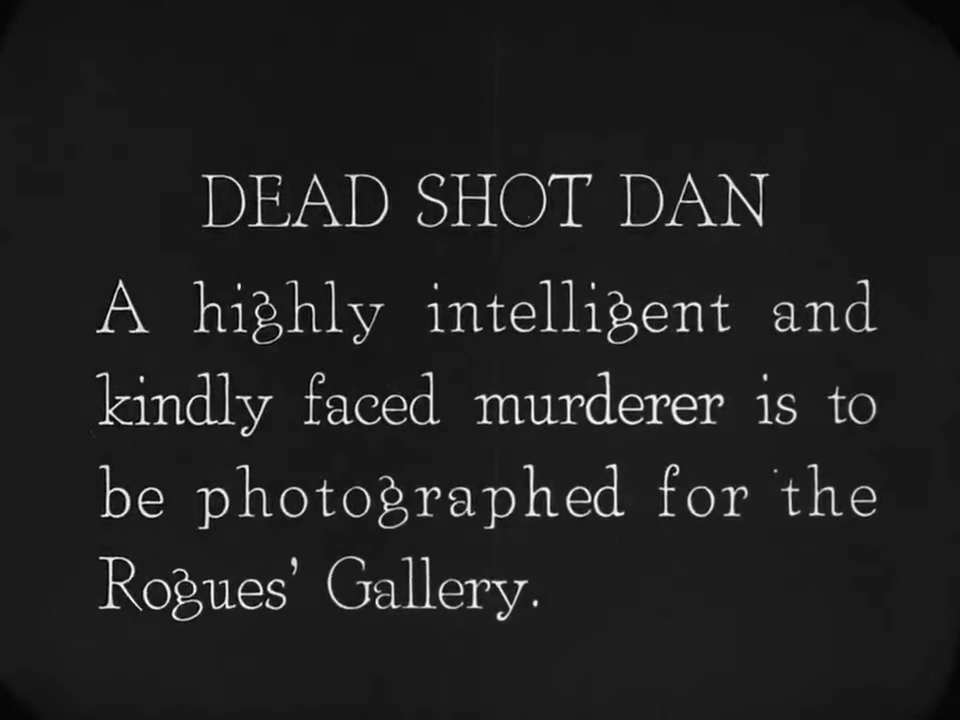 DEAD SHOT DAN
A highly intelligent and
kindly faced murderer is to
be photographed for the
Rogues' Gallery.